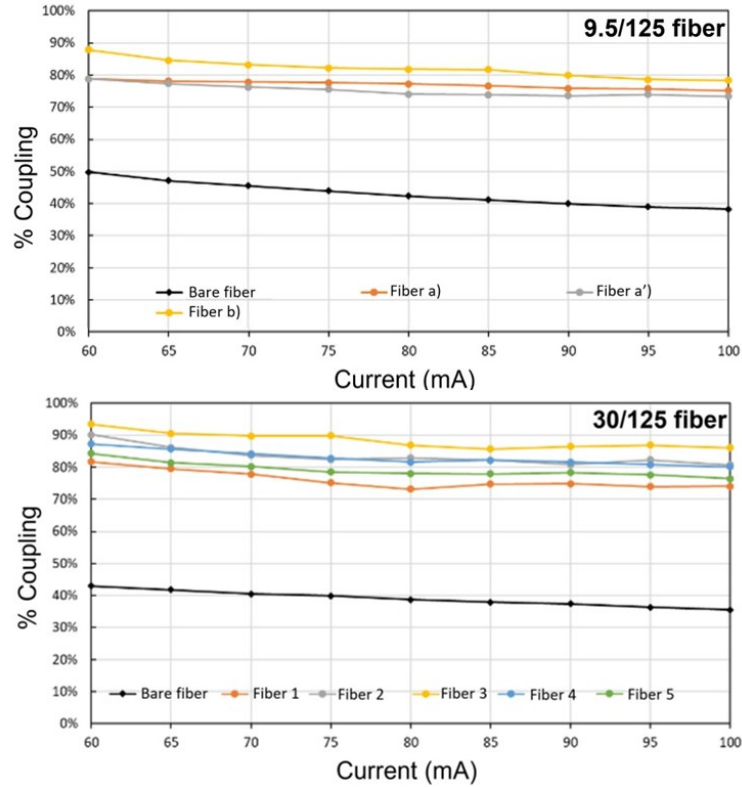 9.5/125 fiber
100%
90%
80%
70%
60%
50%
40%
30%
20%
10%
0%
% Coupling
Bare fiber Fiber a) Fiber a')
Fiber b)
60 65 70 75 80 85 90 95 100
Current (mA)
30/125 fiber
100%
90%
80%
70%
60%
50%
40%
30%
20%
10%
0%
% Coupling
Bare fiber Fiber 1 Fiber 2 Fiber 3 Fiber 4 Fiber 5
60 65 70 75 80 85 90 95 100
Current (mA)